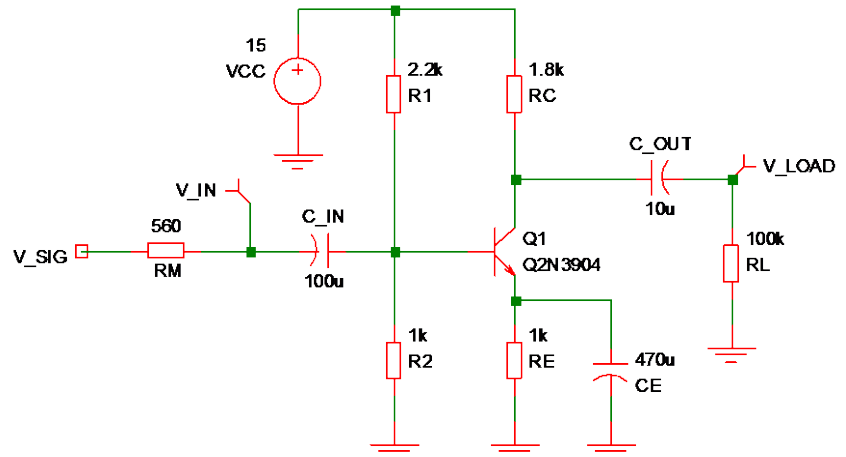 15
VCC
+
2.2k
R1
1.8k
RC
C_OUT
10u
V_LOAD
V_IN
C_IN
100u
560
RM
V_SIG
Q1
Q2N3904
100k
RL
1k
R2
1k
RE
470u
CE